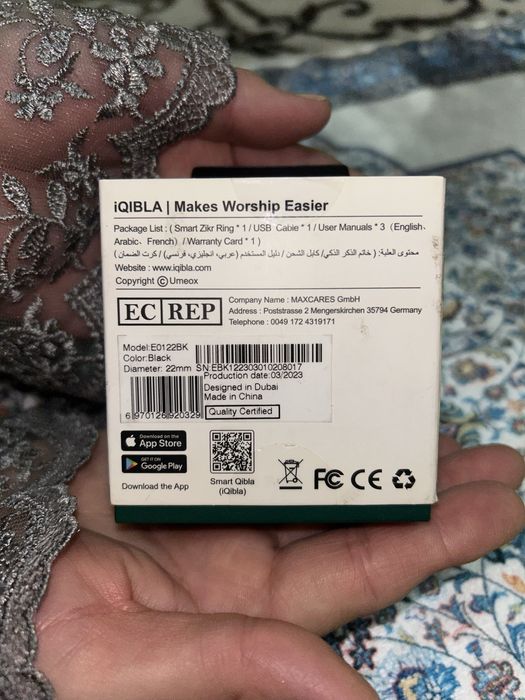 iQIBLA | Makes Worship Easier
Package List : ( Smart Zikr Ring * 1 / USB Cable * 1 / User Manuals * 3 (English、
Arabic、French) / Warranty Card * 1 )
محتوى العلبة: ( خاتم الذكر الذكي/ كابل الشحن / دليل المستخدم (عربي، انجليزي، فرنسي) / كرت الضمان)
Website : www.iqibla.com
Copyright © Umeox
EC REP
Company Name : MAXCARES GmbH
Address : Poststrasse 2 Mengerskirchen 35794 Germany
Telephone : 0049 172 4319171
Model:E0122BK
Color:Black
Diameter: 22mm SN:EBK122303010208017
Production date:03/2023
Designed in Dubai
Made in China
6 970126 920329 Quality Certified
Download on the
App Store
GET IT ON
Google Play
Download the App
Smart Qibla
(iQibla)
FC CE